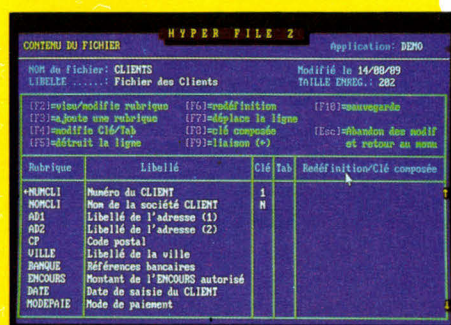 HYPER FILE 2
CONTENU DU FICHIER Application: DEMO
NOM du fichier: CLIENTS Modifié le 14/08/89
LIBELLE ......: Fichier des Clients TAILLE ENREG.: 202
[F2]=visu/modifie rubrique [F6]=redéfinition [F10]=sauvegarde
[F3]=ajoute une rubrique [F7]=déplace la ligne
[F4]=modifie Clé/Tab [F8]=clé composée [Esc]=Abandon des modif
[F5]=détruit la ligne [F9]=liaison (+) et retour au menu
Rubrique Libellé Clé Tab Redéfinition/Clé composée
+NUMCLI Numéro du CLIENT 1
NOMCLI Nom de la société CLIENT N
AD1 Libellé de l'adresse (1)
AD2 Libellé de l'adresse (2)
CP Code postal
VILLE Libellé de la ville
BANQUE Références bancaires
ENCOURS Montant de l'ENCOURS autorisé
DATE Date de saisie du CLIENT
MODEPAIE Mode de paiement